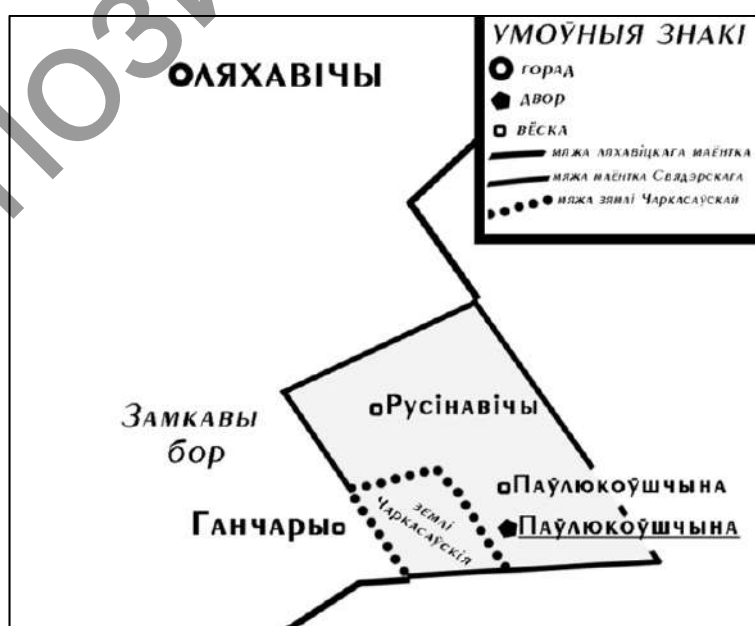 ПОЗИ
УМОЎНЫЯ ЗНАКІ
ГОРАД
ДВОР
ВЁСКА
МЯЖА ЛЯХАВІЦКАГА МАЁНТКА
МЯЖА МАЁНТКА СВЯДЭРСКАГА
МЯЖА ЗЯМЛІ ЧАРКАСАЎСКАЙ
ЛЯХАВІЧЫ
РУСІНАВІЧЫ
ЗАМКАВЫ
БОР
ПАЎЛЮКОЎШЧЫНА
ГАНЧАРЫ
ЗЕМЛІ
ЧАРКАСАЎСКІЯ
ПАЎЛЮКОЎШЧЫНА